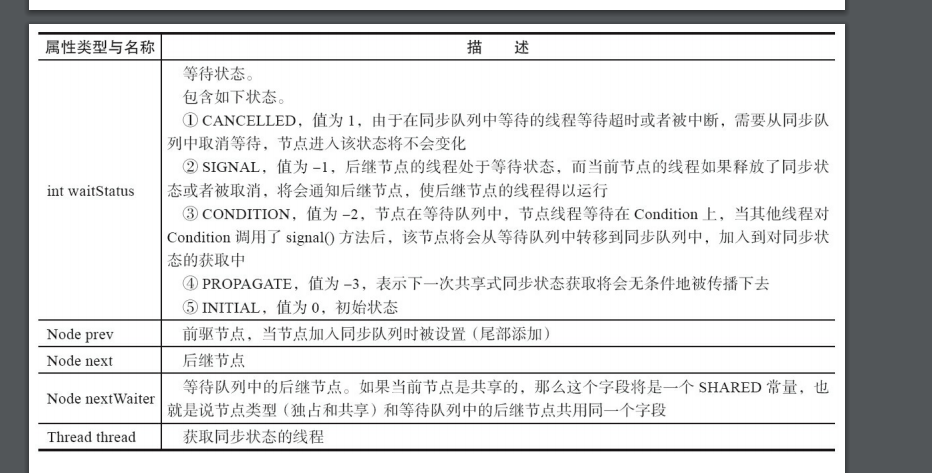 属性类型与名称 描 述
等待状态。
包含如下状态。
① CANCELLED，值为 1，由于在同步队列中等待的线程等待超时或者被中断，需要从同步队
列中取消等待，节点进入该状态将不会变化
② SIGNAL，值为 –1，后继节点的线程处于等待状态，而当前节点的线程如果释放了同步状
int waitStatus 态或者被取消，将会通知后继节点，使后继节点的线程得以运行
③ CONDITION，值为 –2，节点在等待队列中，节点线程等待在 Condition 上，当其他线程对
Condition 调用了 signal() 方法后，该节点将会从等待队列中转移到同步队列中，加入到对同步状
态的获取中
④ PROPAGATE，值为 –3，表示下一次共享式同步状态获取将会无条件地被传播下去
⑤ INITIAL，值为 0，初始状态
Node prev 前驱节点，当节点加入同步队列时被设置（尾部添加）
Node next 后继节点
Node nextWaiter 等待队列中的后继节点。如果当前节点是共享的，那么这个字段将是一个 SHARED 常量，也
就是说节点类型（独占和共享）和等待队列中的后继节点共用同一个字段
Thread thread 获取同步状态的线程